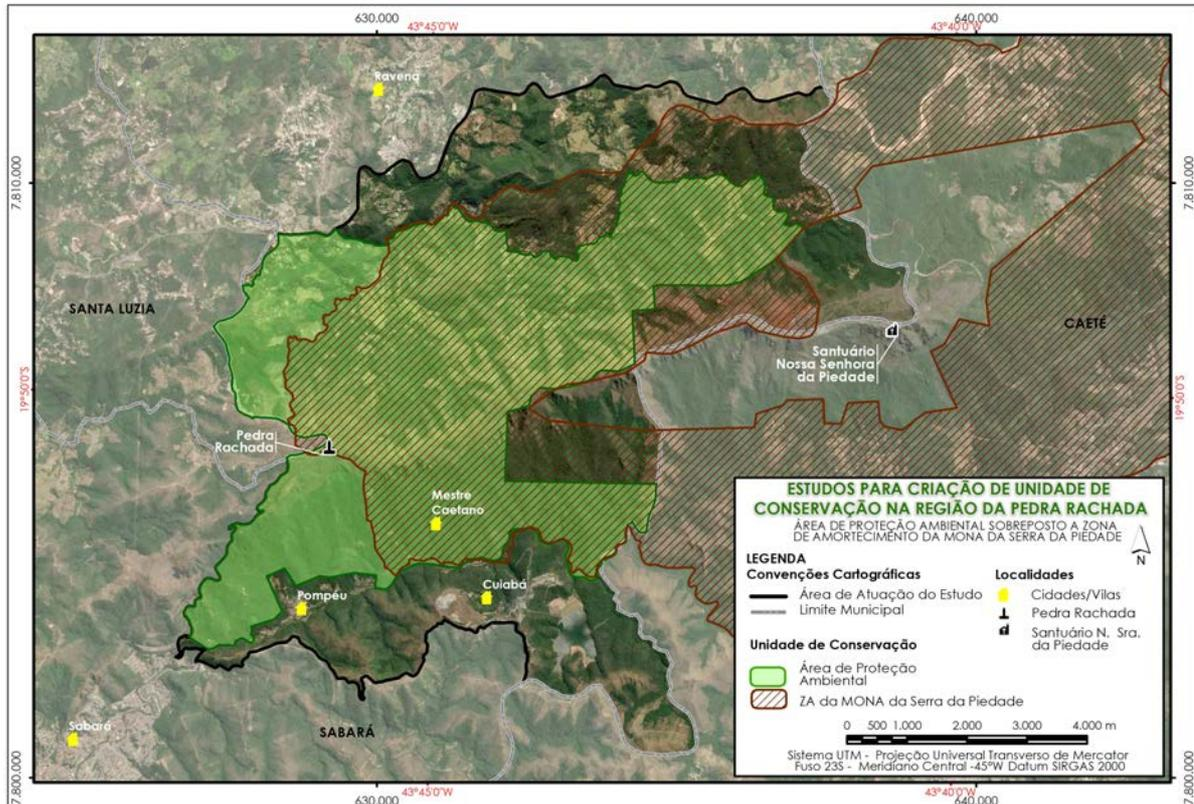 630.000
640.000
43°45'0"W
43°40'0"W
Ravena
7.810.000
7.810.000
SANTA LUZIA
CAETÉ
Santuário
Nossa Senhora
da Piedade
19°50'0"S
19°50'0"S
Pedra
Rachada
Mestre
Caetano
Cuiabá
Pompéu
Sabará
SABARÁ
ESTUDOS PARA CRIAÇÃO DE UNIDADE DE
CONSERVAÇÃO NA REGIÃO DA PEDRA RACHADA
ÁREA DE PROTEÇÃO AMBIENTAL SOBREPOSTO A ZONA
DE AMORTECIMENTO DA MONA DA SERRA DA PIEDADE
N
LEGENDA
Convenções Cartográficas
Área de Atuação do Estudo
Limite Municipal
Localidades
Cidades/Vilas
Pedra Rachada
Santuário N. Sra.
da Piedade
Unidade de Conservação
Área de Proteção
Ambiental
ZA da MONA da Serra da Piedade
0 500 1.000 2.000 3.000 4.000 m
Sistema UTM - Projeção Universal Transverso de Mercator
Fuso 23S - Meridiano Central -45°W Datum SIRGAS 2000
7.800.000
7.800.000
43°45'0"W
43°40'0"W
630.000
640.000